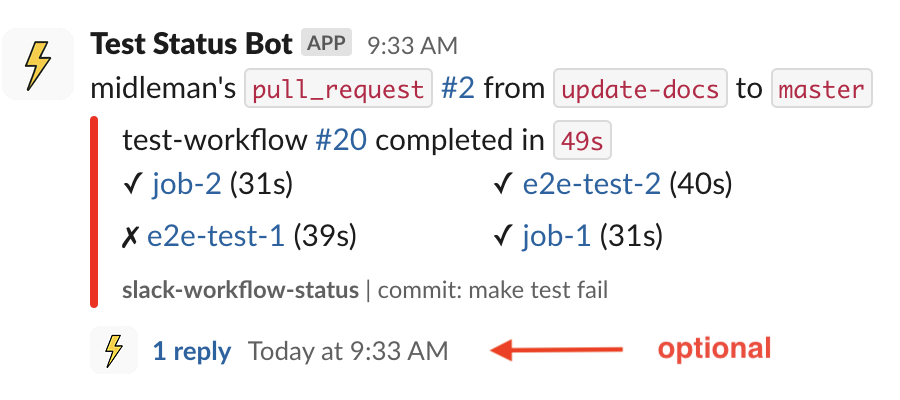 Test Status Bot APP 9:33 AM
midleman's pull_request #2 from update-docs to master
test-workflow #20 completed in 49s
✓ job-2 (31s) ✓ e2e-test-2 (40s)
✗ e2e-test-1 (39s) ✓ job-1 (31s)
slack-workflow-status | commit: make test fail
1 reply Today at 9:33 AM optional